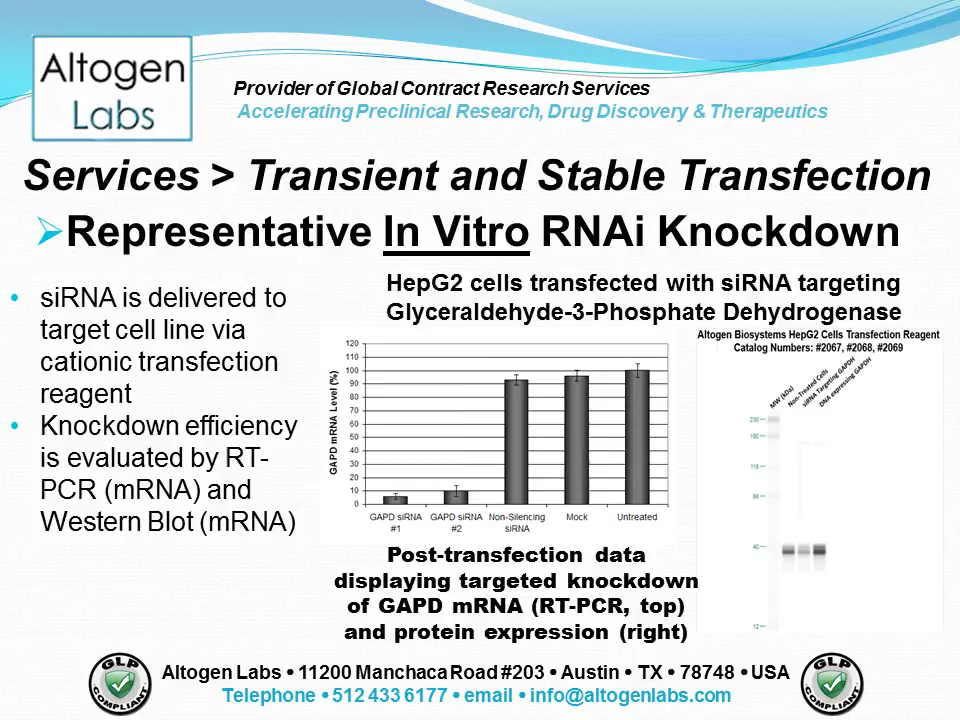 Altogen
Labs
Provider of Global Contract Research Services
Accelerating Preclinical Research, Drug Discovery & Therapeutics
Services > Transient and Stable Transfection
Representative In Vitro RNAi Knockdown
• siRNA is delivered to
target cell line via
cationic transfection
reagent
• Knockdown efficiency
is evaluated by RT-
PCR (mRNA) and
Western Blot (mRNA)
HepG2 cells transfected with siRNA targeting
Glyceraldehyde-3-Phosphate Dehydrogenase
GAPD mRNA Level (%)
120
110
100
90
80
70
60
50
40
30
20
10
0
GAPD siRNA #1
GAPD siRNA #2
Non-Silencing siRNA
Mock
Untreated
Altogen Biosystems HepG2 Cells Transfection Reagent
Catalog Numbers: #2067, #2068, #2069
MW (kDa)
Non-Treated Cells
siRNA Targeting GAPDH
DNA expressing GAPDH
230
180
116
66
40
12
Post-transfection data
displaying targeted knockdown
of GAPD mRNA (RT-PCR, top)
and protein expression (right)
GLP
COMPLIANT
Altogen Labs • 11200 Manchaca Road #203 • Austin • TX • 78748 • USA
Telephone • 512 433 6177 • email • info@altogenlabs.com
GLP
COMPLIANT